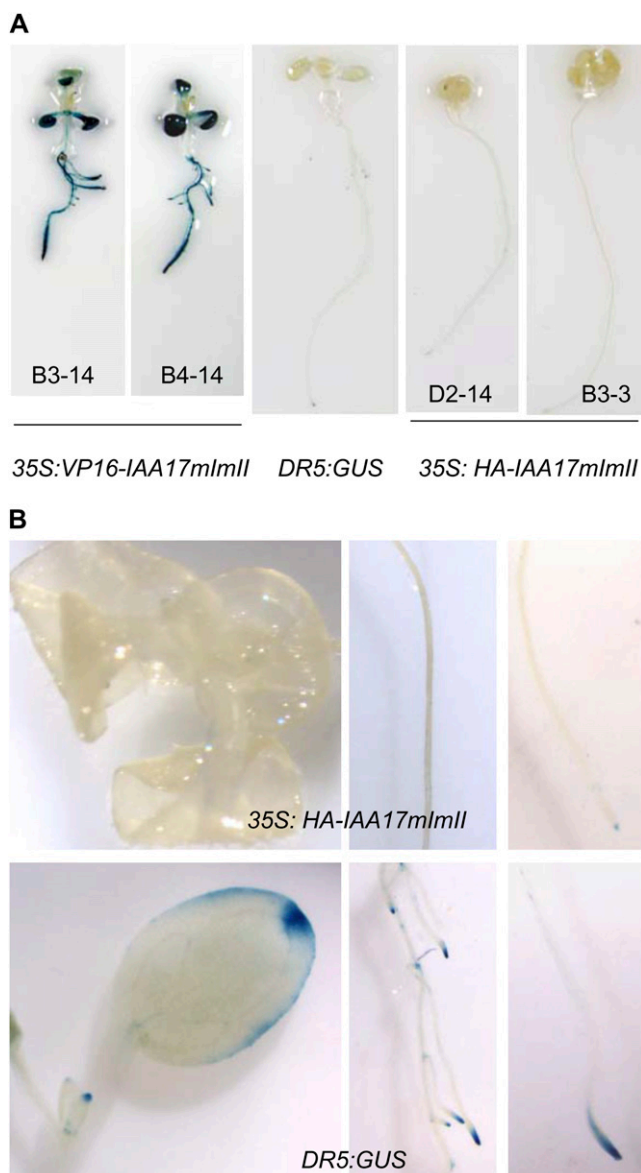 A
B3-14 B4-14 D2-14 B3-3
35S:VP16-IAA17mImII DR5:GUS 35S: HA-IAA17mImII
B
35S: HA-IAA17mImII
DR5:GUS